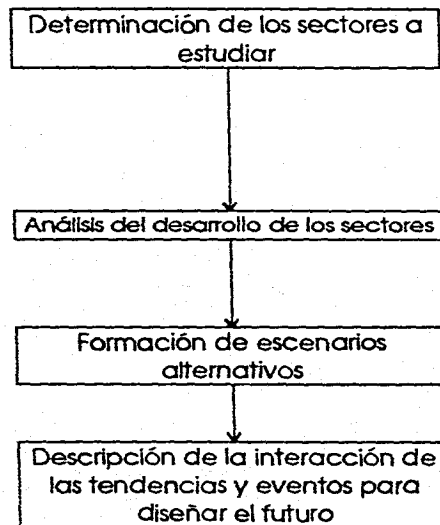 Determinación de los sectores a
estudiar
Análisis del desarrollo de los sectores
Formación de escenarios
alternativos
Descripción de la interacción de
las tendencias y eventos para
diseñar el futuro